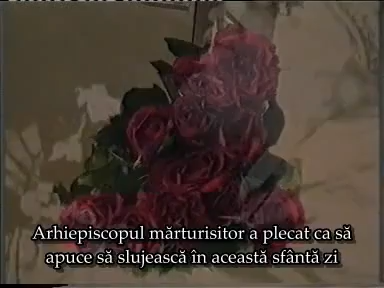 Arhiepiscopul mărturisitor a plecat ca să
apuce să slujească în această sfântă zi